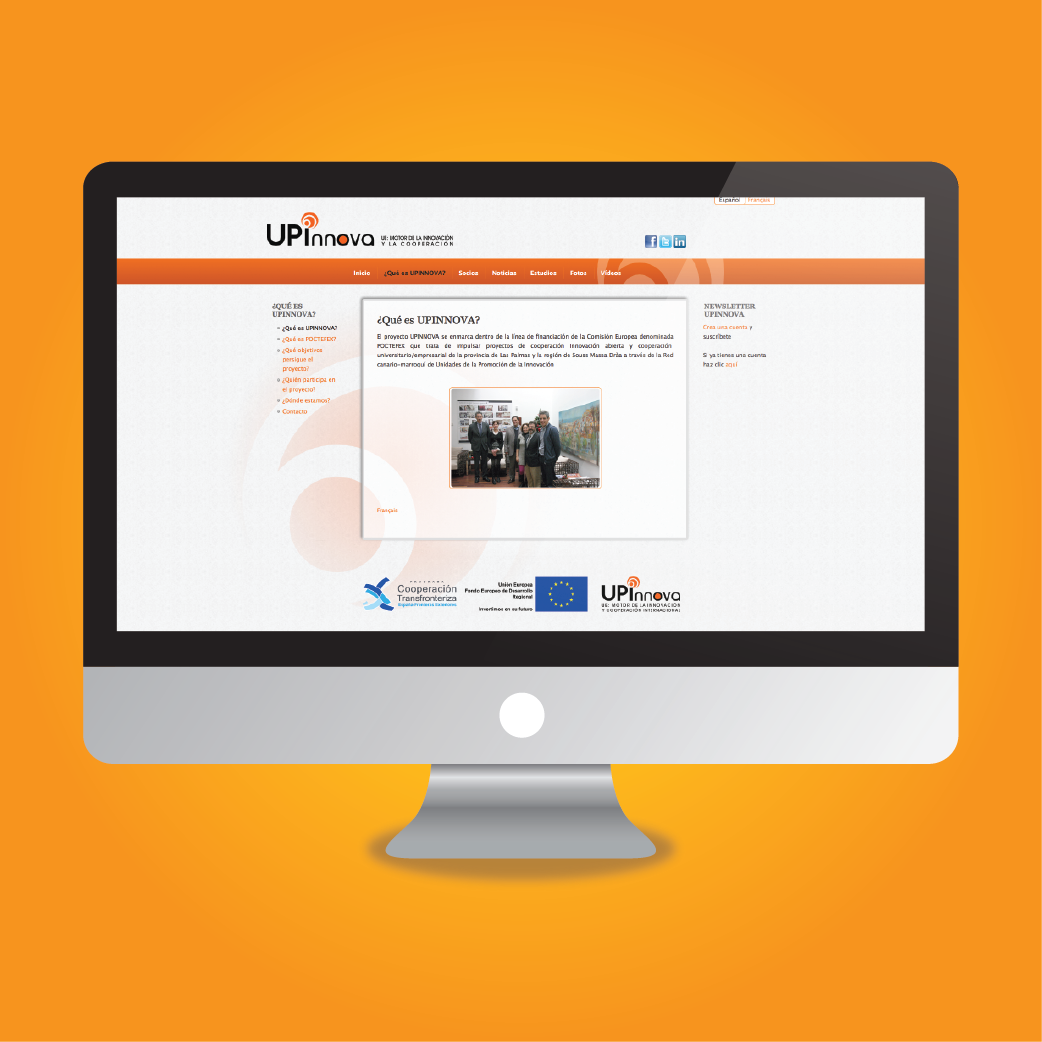 Español Français
UPinnova UE: MOTOR DE LA INNOVACIÓN
Y LA COOPERACIÓN
Inicio ¿Qué es UPINNOVA? Socios Noticias Estudios Fotos Vídeos
¿QUÉ ES
UPINNOVA?
¿Qué es UPINNOVA?
¿Qué es POCTEFEX?
¿Qué objetivos
persigue el
proyecto?
¿Quién participa en
el proyecto?
¿Dónde estamos?
Contacto
¿Qué es UPINNOVA?
El proyecto UPINNOVA se enmarca dentro de la línea de financiación de la Comisión Europea denominada
POCTEFEX que trata de impulsar proyectos de cooperación innovación abierta y cooperación
universitario/empresarial de la provincia de Las Palmas y la región de Souss Massa Drâa a través de la Red
canario-marroquí de Unidades de la Promoción de la Innovación
Français
NEWSLETTER
UPINNOVA
Crea una cuenta y
suscríbete
Si ya tienes una cuenta
haz clic aquí
PROGRAMA
Cooperación
Transfronteriza
España-Fronteras Exteriores
Unión Europea
Fondo Europeo de Desarrollo
Regional
Invertimos en su futuro
UPinnova
UE: MOTOR DE LA INNOVACIÓN
Y COOPERACIÓN INTERNACIONAL